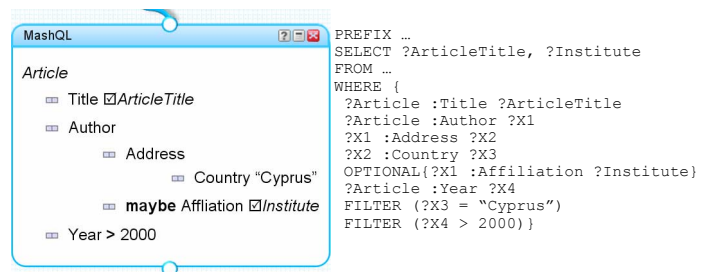 MashQL
Article
Title ☑ArticleTitle
Author
Address
Country “Cyprus”
maybe Affliation ☑Institute
Year > 2000
PREFIX …
SELECT ?ArticleTitle, ?Institute
FROM …
WHERE {
?Article :Title ?ArticleTitle
?Article :Author ?X1
?X1 :Address ?X2
?X2 :Country ?X3
OPTIONAL{?X1 :Affiliation ?Institute}
?Article :Year ?X4
FILTER (?X3 = “Cyprus”)
FILTER (?X4 > 2000)}